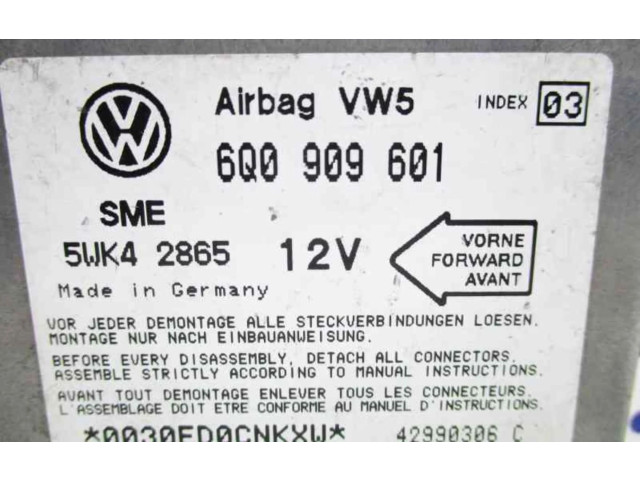 Airbag VW5 INDEX 03
6Q0 909 601
SME
5WK4 2865 12V
VORNE
FORWARD
AVANT
Made in Germany
VOR JEDER DEMONTAGE ALLE STECKVERBINDUNGEN LOESEN.
MONTAGE NUR NACH EINBAUANWEISUNG.
BEFORE EVERY DISASSEMBLY, DETACH ALL CONNECTORS.
ASSEMBLE STRICTLY ACCORDING TO MANUAL INSTRUCTIONS.
AVANT TOUT DEMONTAGE ENLEVER TOUS LES CONNECTEURS.
L'ASSEMBLAGE DOIT ETRE CONFORME AU MANUEL D'INSTRUCTIONS.
*0030FD0CNKXW* 42990306 C